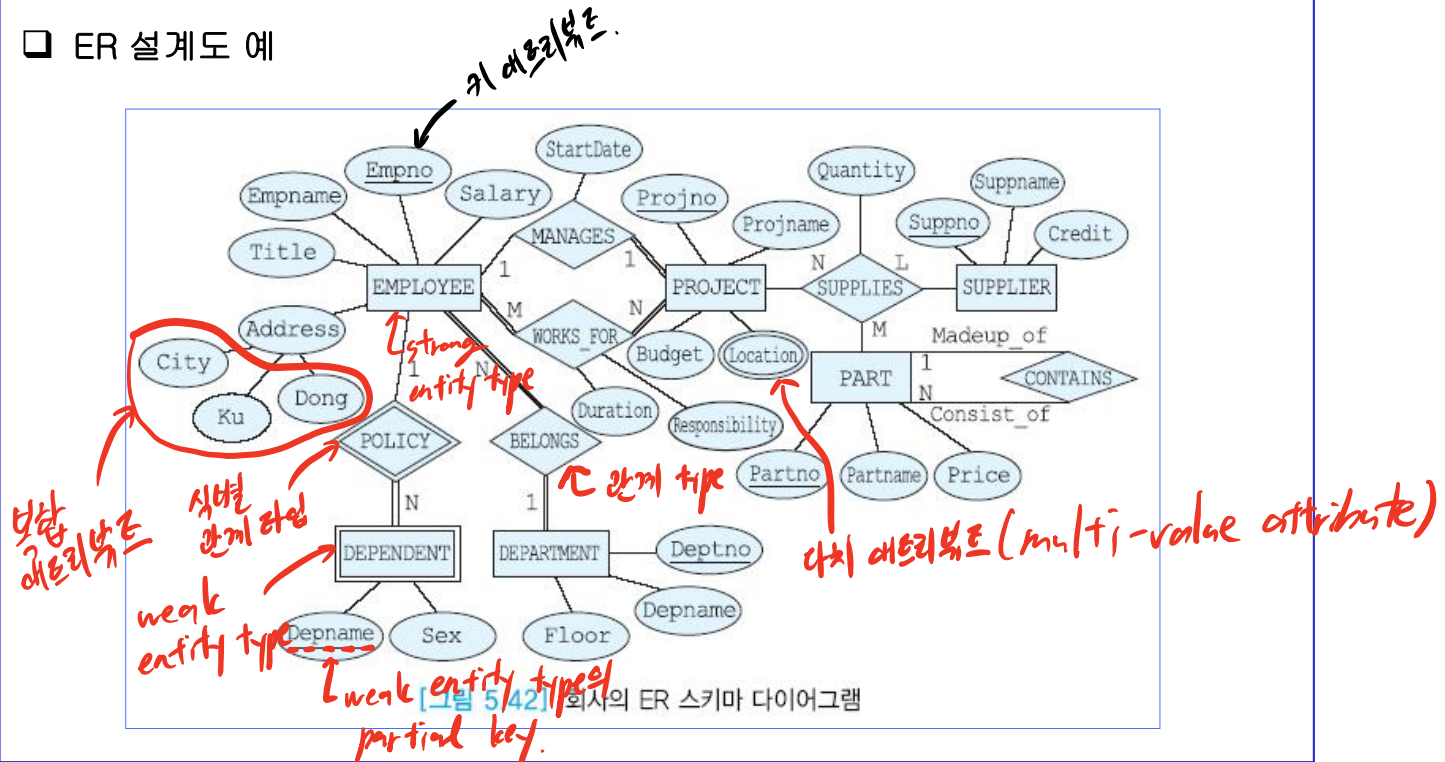 ❑ ER 설계도 예
키 애트리뷰트.
StartDate
Empno
Empname
Salary
Title
MANAGES
1
1
Projno
Projname
Quantity
Suppname
Suppno
Credit
EMPLOYEE
PROJECT
N
L
SUPPLIES
SUPPLIER
M
N
M
WORKS_FOR
Address
City
Ku
Dong
strong
entity type
1
N
Budget
Location
Duration
Responsibility
PART
Madeup_of
1
N
CONTAINS
Consist_of
Partno
Partname
Price
POLICY
BELONGS
관계 type
복합
애트리뷰트
식별
관계 타입
다치 애트리뷰트 (multi-value attribute)
N
1
DEPENDENT
DEPARTMENT
Deptno
Depname
Floor
weak
entity type
Depname
Sex
weak entity type의
partial key.
[그림 5.42] 회사의 ER 스키마 다이어그램